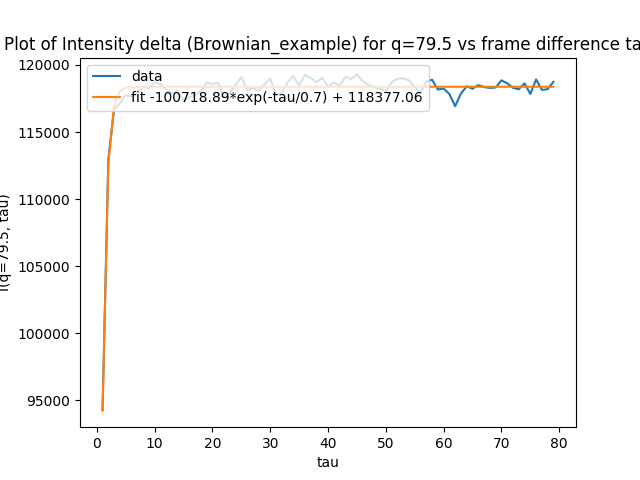 Plot of Intensity delta (Brownian_example) for q=79.5 vs frame difference ta
data
fit -100718.89*exp(-tau/0.7) + 118377.06
120000
115000
110000
105000
100000
95000
I(q=79.5, tau)
0 10 20 30 40 50 60 70 80
tau